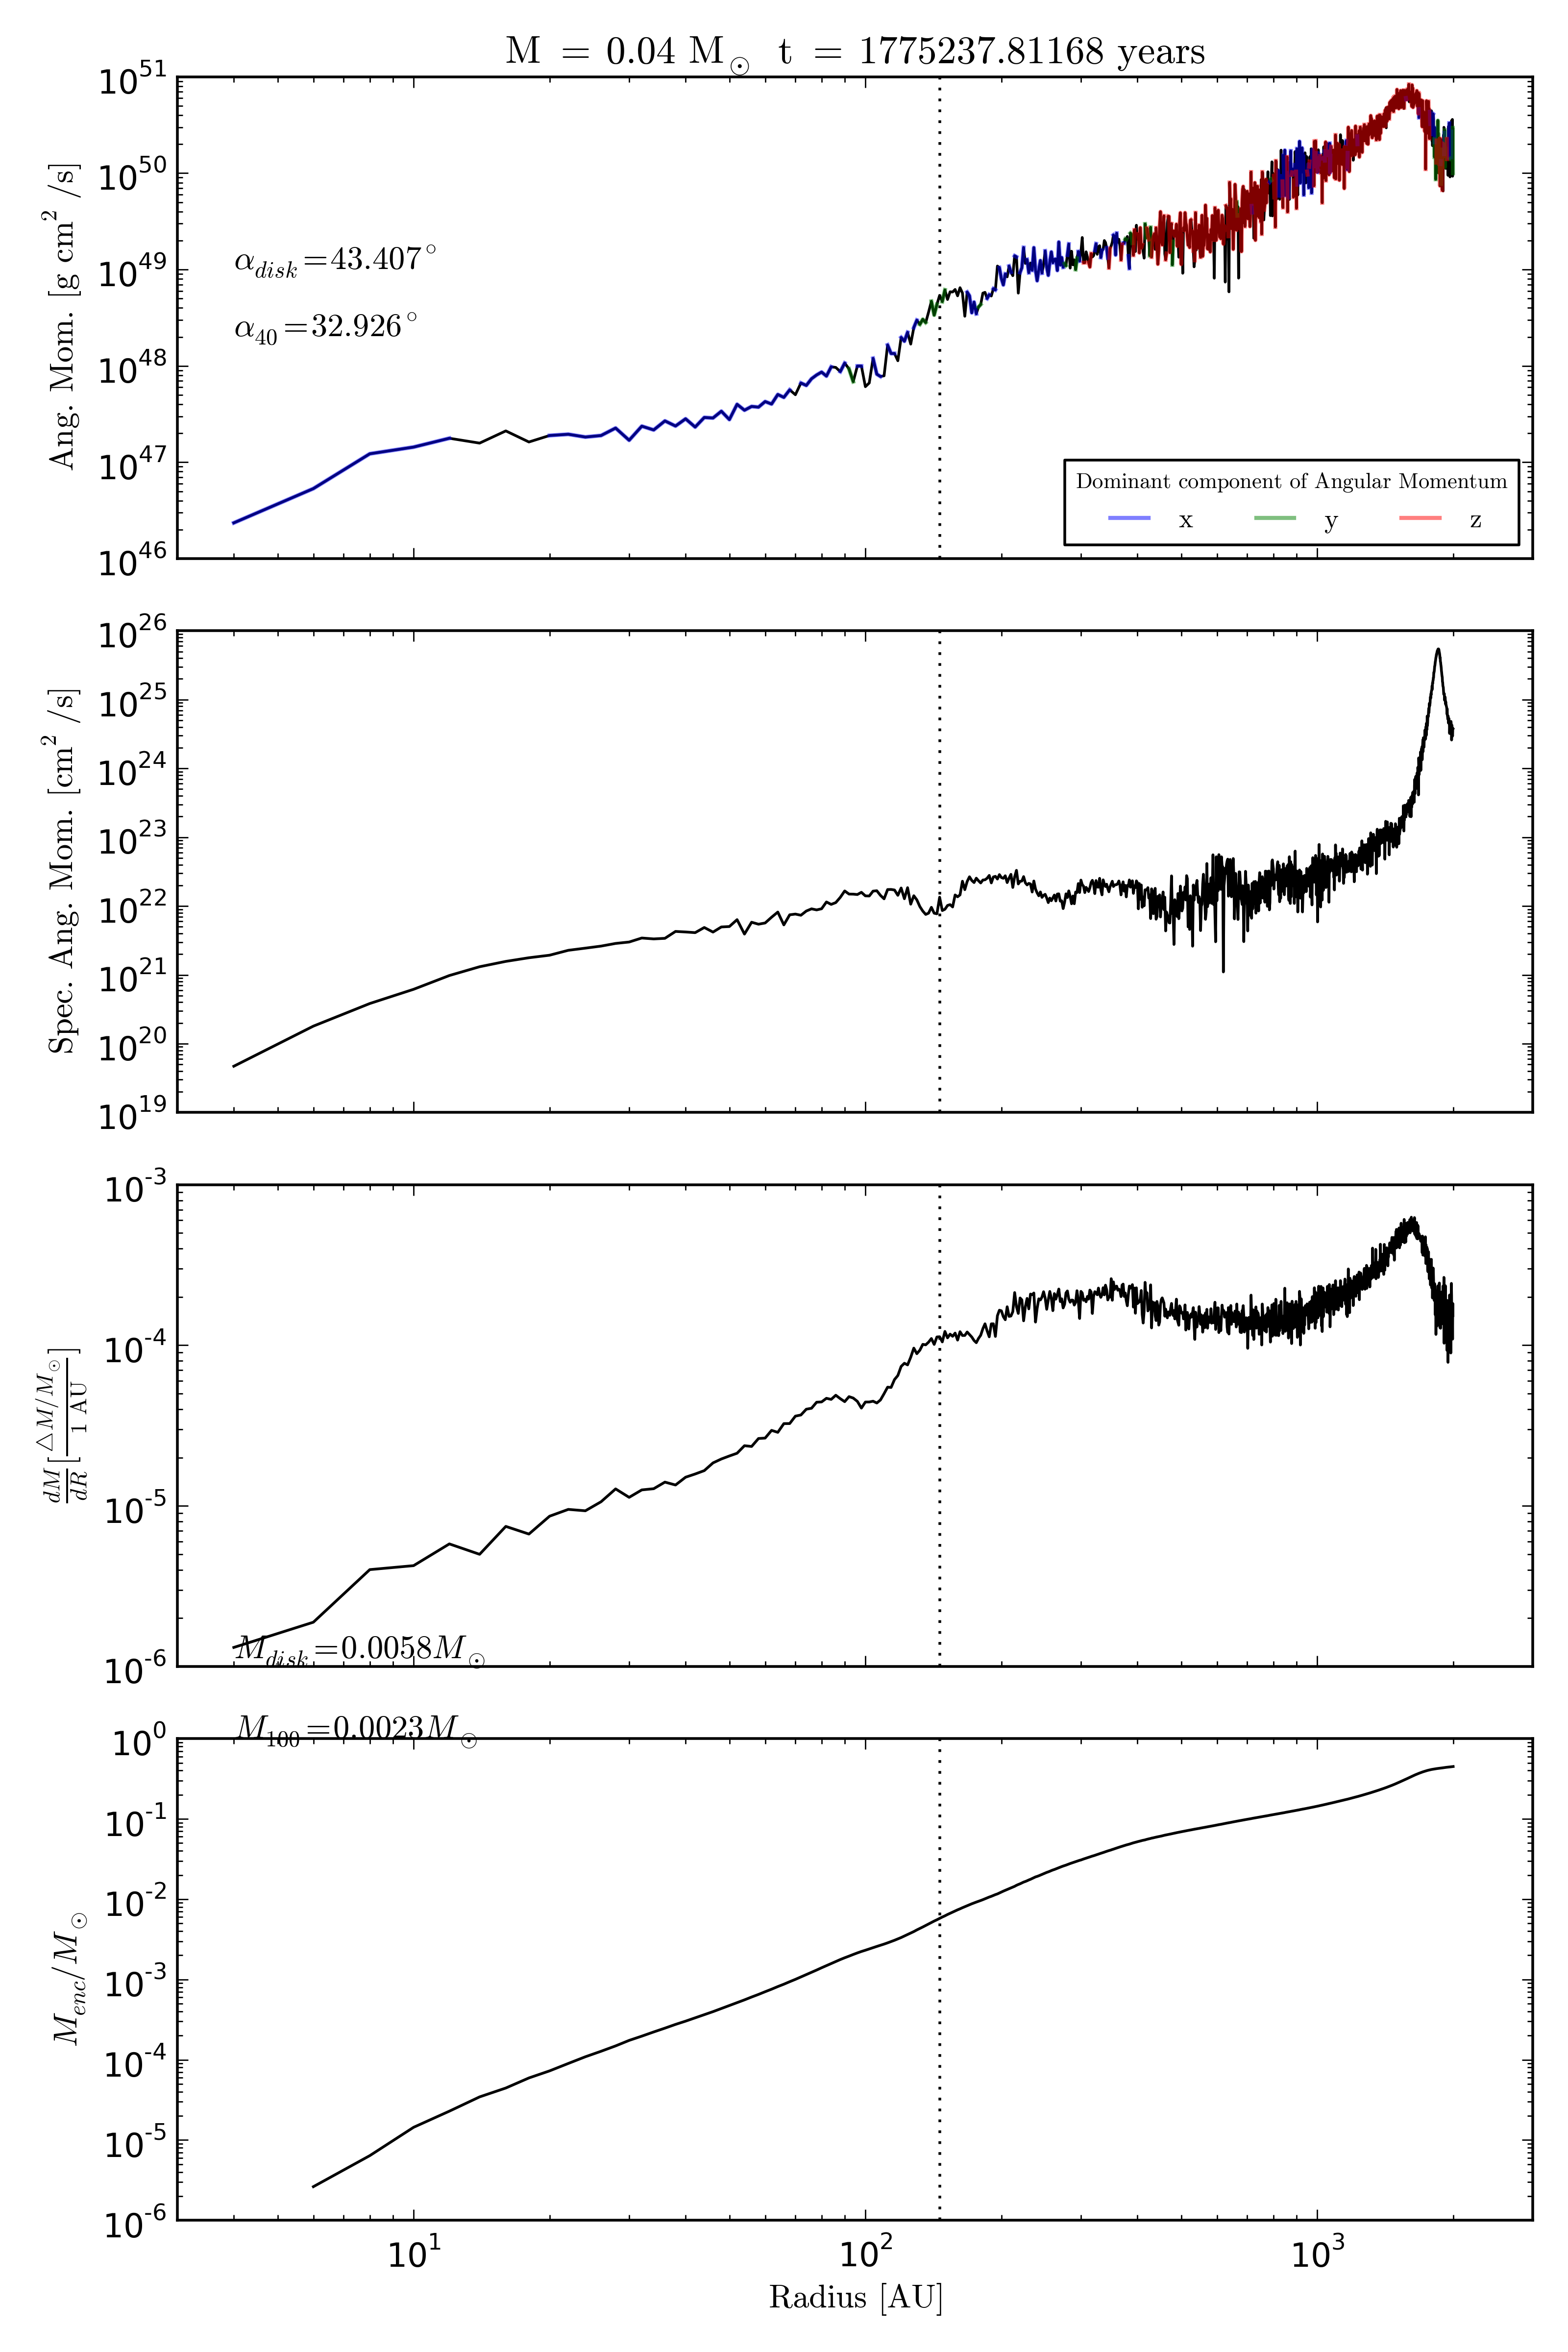 M = 0.04 M⊙ t = 1775237.81168 years
10^51
10^50
10^49
10^48
10^47
10^46
Ang. Mom. [g cm^2 /s]
α_disk = 43.407°
α_40 = 32.926°
Dominant component of Angular Momentum
x y z
10^26
10^25
10^24
10^23
10^22
10^21
10^20
10^19
Spec. Ang. Mom. [cm^2 /s]
10^-3
10^-4
10^-5
10^-6
dM/dR [△M/M⊙ / 1 AU]
M_disk = 0.0058M⊙
M_100 = 0.0023M⊙
10^0
10^-1
10^-2
10^-3
10^-4
10^-5
10^-6
M_enc/M⊙
10^1 10^2 10^3
Radius [AU]